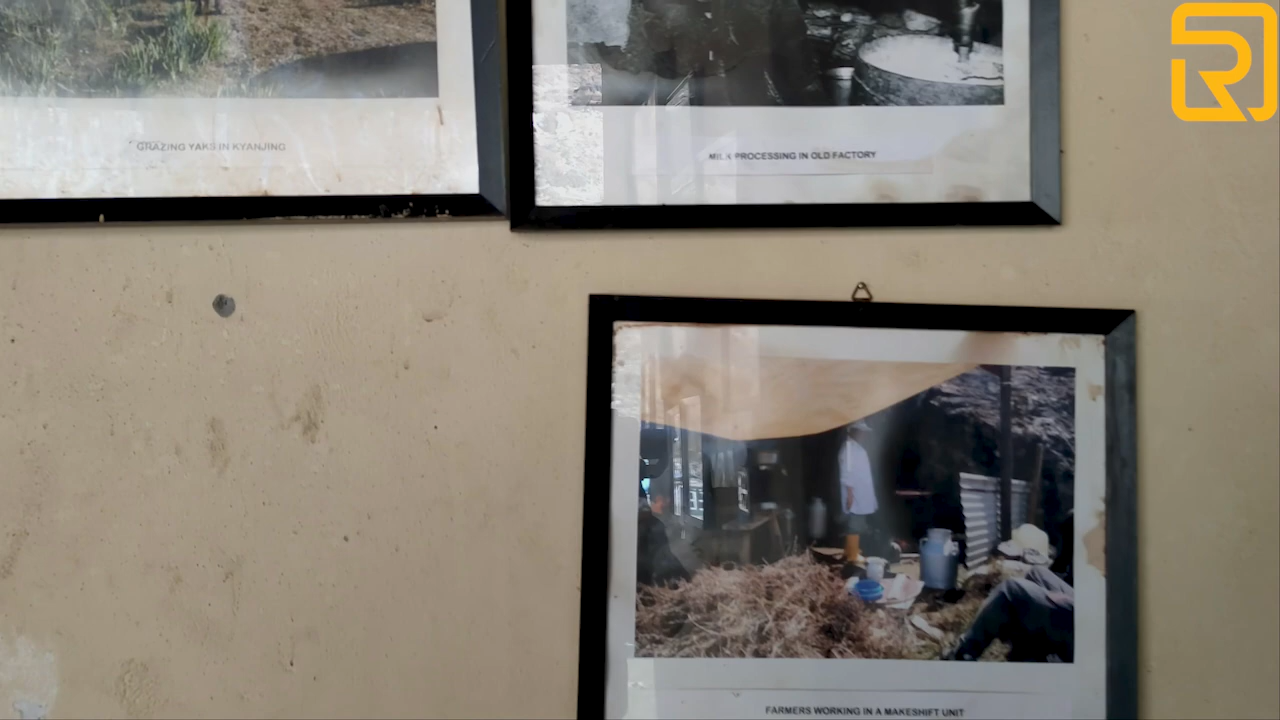 GRAZING YAKS IN KYANJING
MILK PROCESSING IN OLD FACTORY
FARMERS WORKING IN A MAKESHIFT UNIT